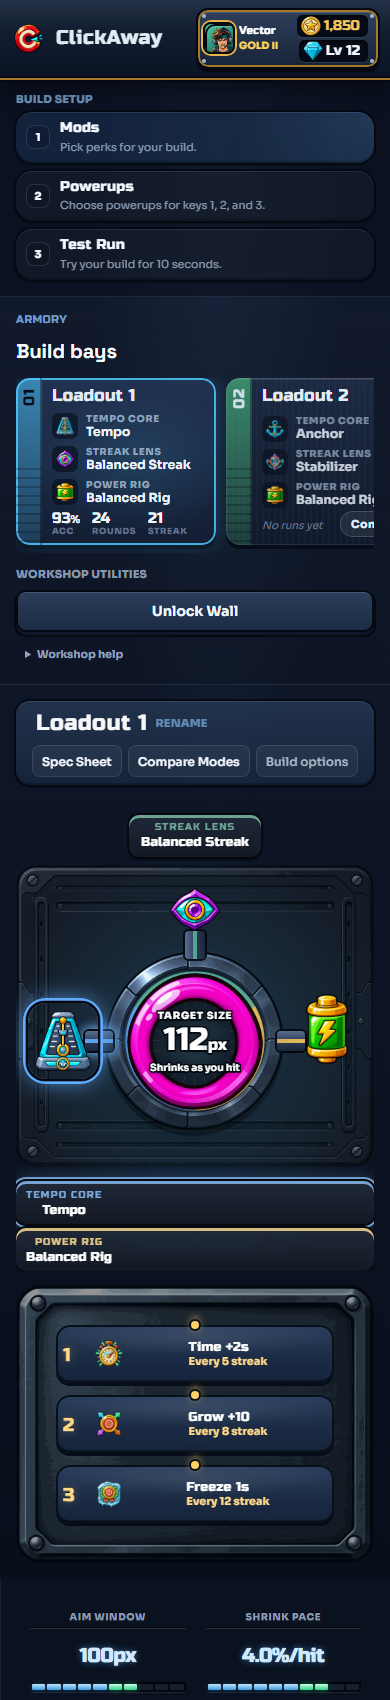 ClickAway
Vector
GOLD II
1,850
Lv 12
BUILD SETUP
1
Mods
Pick perks for your build.
2
Powerups
Choose powerups for keys 1, 2, and 3.
3
Test Run
Try your build for 10 seconds.
ARMORY
Build bays
01
Loadout 1
TEMPO CORE
Tempo
STREAK LENS
Balanced Streak
POWER RIG
Balanced Rig
93% 24 21
ACC ROUNDS STREAK
02
Loadout 2
TEMPO CORE
Anchor
STREAK LENS
Stabilizer
POWER RIG
Balanced Rig
No runs yet
Com
WORKSHOP UTILITIES
Unlock Wall
Workshop help
Loadout 1 RENAME
Spec Sheet Compare Modes Build options
STREAK LENS
Balanced Streak
TARGET SIZE
112px
Shrinks as you hit
TEMPO CORE
Tempo
POWER RIG
Balanced Rig
1
Time +2s
Every 5 streak
2
Grow +10
Every 8 streak
3
Freeze 1s
Every 12 streak
AIM WINDOW
100px
SHRINK PACE
4.0%/hit